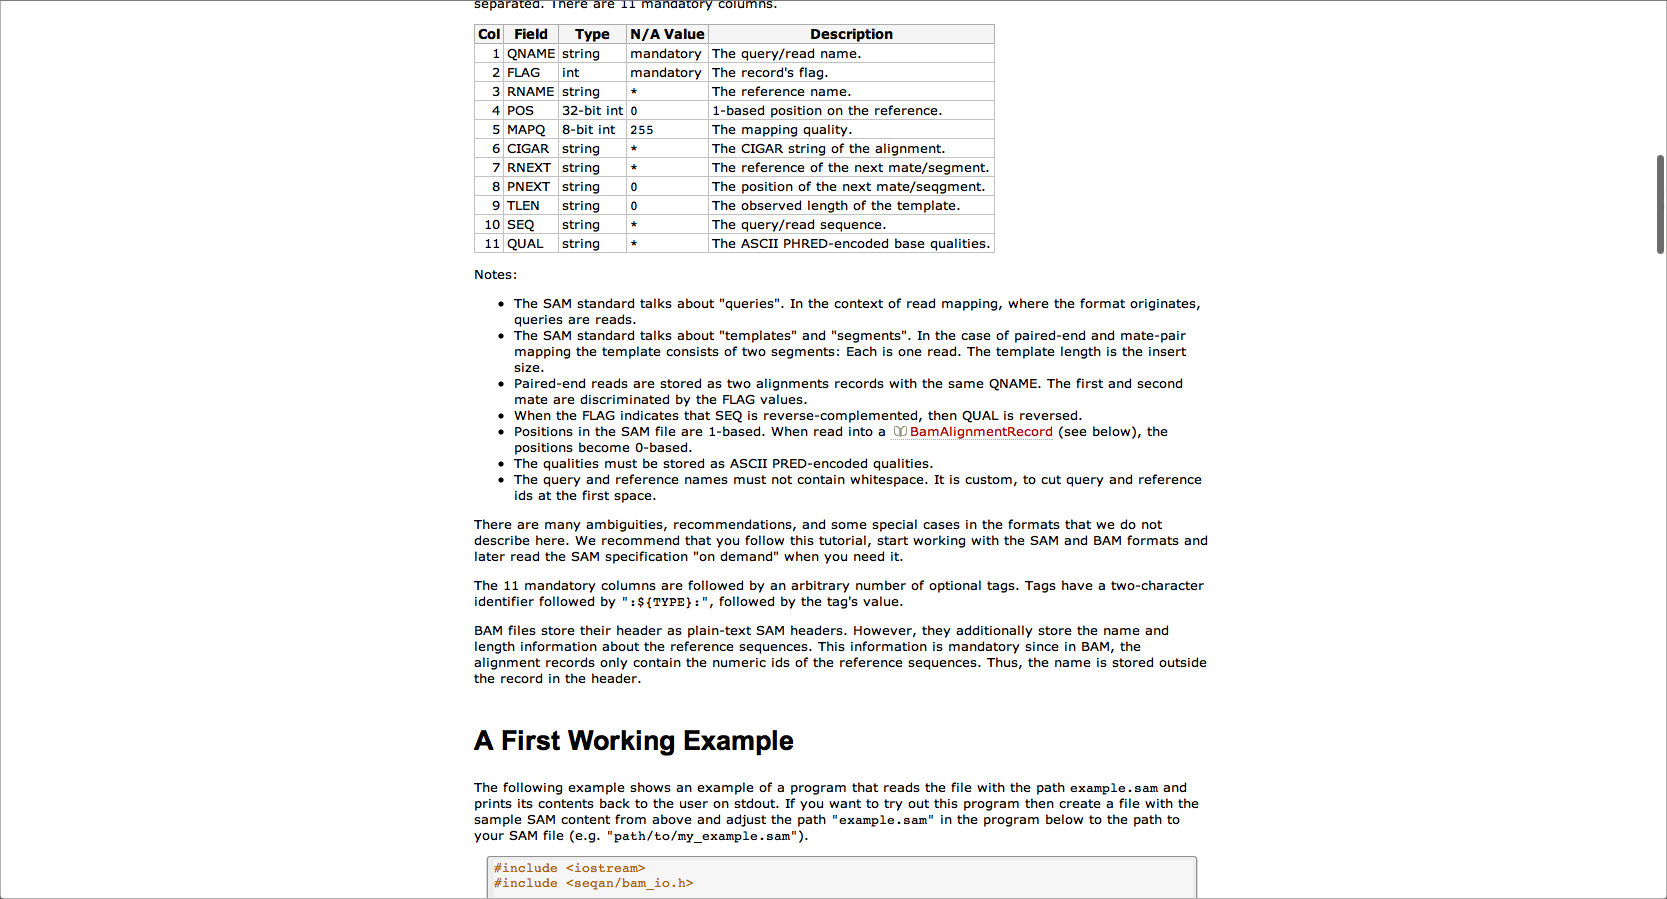 separated. There are 11 mandatory columns.
Col Field Type N/A Value Description
1 QNAME string mandatory The query/read name.
2 FLAG int mandatory The record's flag.
3 RNAME string * The reference name.
4 POS 32-bit int 0 1-based position on the reference.
5 MAPQ 8-bit int 255 The mapping quality.
6 CIGAR string * The CIGAR string of the alignment.
7 RNEXT string * The reference of the next mate/segment.
8 PNEXT string 0 The position of the next mate/seqgment.
9 TLEN string 0 The observed length of the template.
10 SEQ string * The query/read sequence.
11 QUAL string * The ASCII PHRED-encoded base qualities.
Notes:
• The SAM standard talks about "queries". In the context of read mapping, where the format originates,
queries are reads.
• The SAM standard talks about "templates" and "segments". In the case of paired-end and mate-pair
mapping the template consists of two segments: Each is one read. The template length is the insert
size.
• Paired-end reads are stored as two alignments records with the same QNAME. The first and second
mate are discriminated by the FLAG values.
• When the FLAG indicates that SEQ is reverse-complemented, then QUAL is reversed.
• Positions in the SAM file are 1-based. When read into a BamAlignmentRecord (see below), the
positions become 0-based.
• The qualities must be stored as ASCII PRED-encoded qualities.
• The query and reference names must not contain whitespace. It is custom, to cut query and reference
ids at the first space.
There are many ambiguities, recommendations, and some special cases in the formats that we do not
describe here. We recommend that you follow this tutorial, start working with the SAM and BAM formats and
later read the SAM specification "on demand" when you need it.
The 11 mandatory columns are followed by an arbitrary number of optional tags. Tags have a two-character
identifier followed by ":${TYPE}:", followed by the tag's value.
BAM files store their header as plain-text SAM headers. However, they additionally store the name and
length information about the reference sequences. This information is mandatory since in BAM, the
alignment records only contain the numeric ids of the reference sequences. Thus, the name is stored outside
the record in the header.
A First Working Example
The following example shows an example of a program that reads the file with the path example.sam and
prints its contents back to the user on stdout. If you want to try out this program then create a file with the
sample SAM content from above and adjust the path "example.sam" in the program below to the path to
your SAM file (e.g. "path/to/my_example.sam").
#include <iostream>
#include <seqan/bam_io.h>